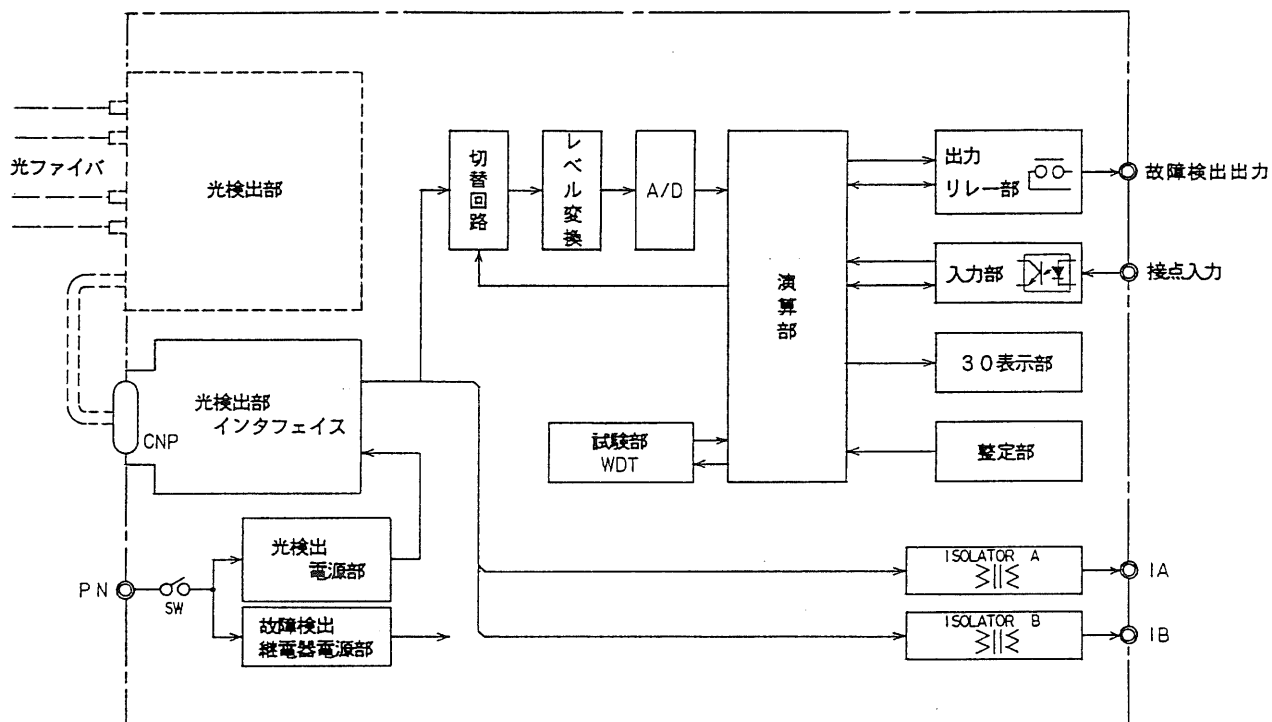 光ファイバ
光検出部
切替回路
レベル変換
A/D
演算部
出力
リレー部
故障検出出力
入力部
接点入力
30表示部
整定部
試験部
WDT
光検出部
インタフェイス
CNP
光検出
電源部
PN
SW
故障検出
継電器電源部
ISOLATOR A
IA
ISOLATOR B
IB